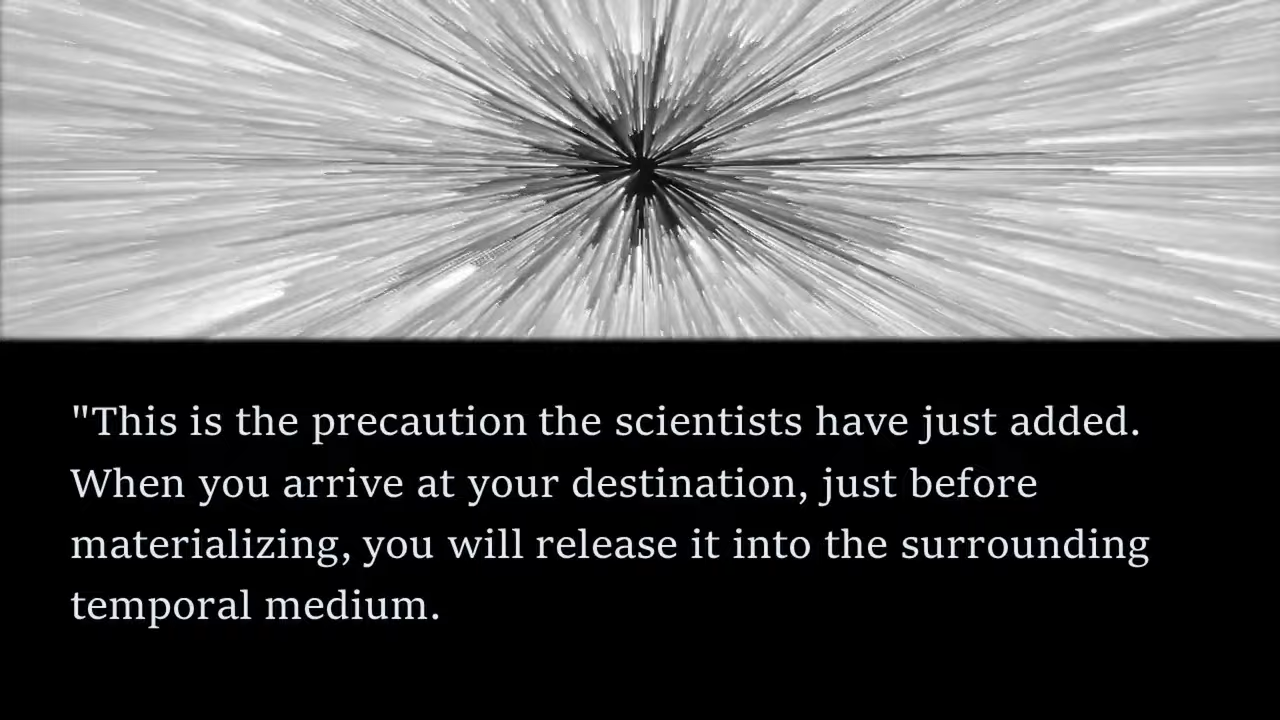 "This is the precaution the scientists have just added.
When you arrive at your destination, just before
materializing, you will release it into the surrounding
temporal medium.